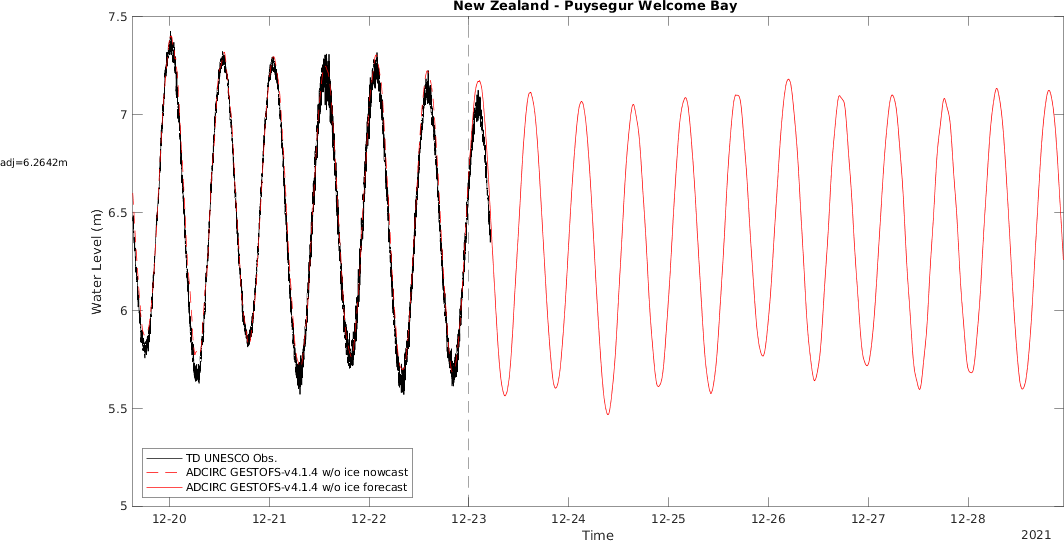 New Zealand - Puysegur Welcome Bay
7.5
7
adj=6.2642m
6.5
Water Level (m)
6
5.5
5
TD UNESCO Obs.
ADCIRC GESTOFS-v4.1.4 w/o ice nowcast
ADCIRC GESTOFS-v4.1.4 w/o ice forecast
12-20 12-21 12-22 12-23 12-24 12-25 12-26 12-27 12-28
Time
2021